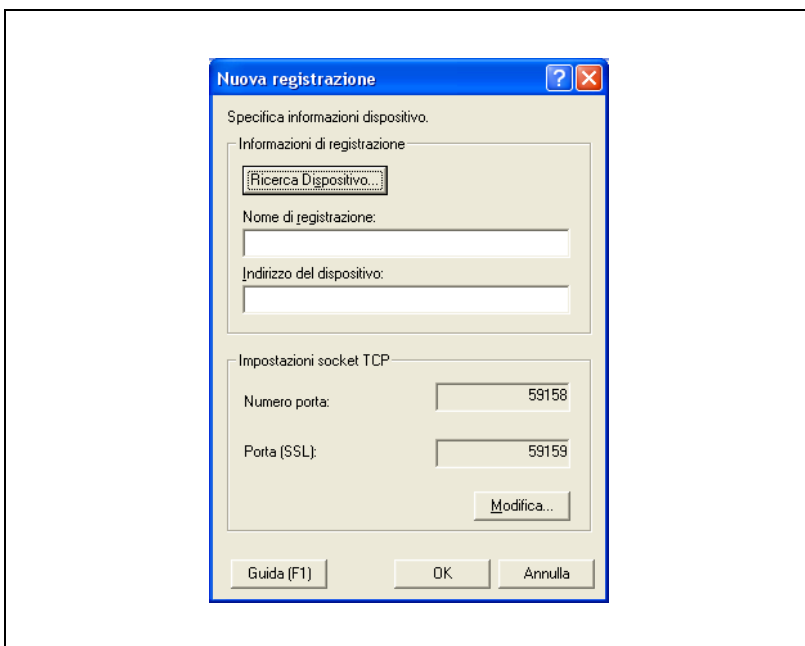 Nuova registrazione
Specifica informazioni dispositivo.
Informazioni di registrazione
Ricerca Dispositivo...
Nome di registrazione:
Indirizzo del dispositivo:
Impostazioni socket TCP
Numero porta: 59158
Porta (SSL): 59159
Modifica...
Guida (F1) OK Annulla